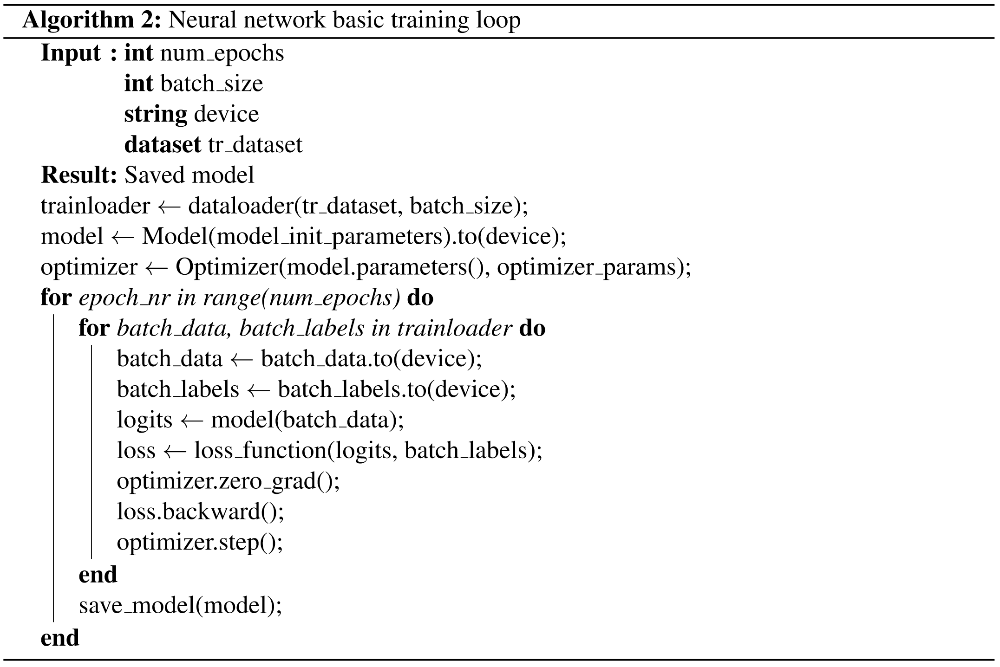 Algorithm 2: Neural network basic training loop
Input : int num_epochs
int batch_size
string device
dataset tr_dataset
Result: Saved model
trainloader ← dataloader(tr_dataset, batch_size);
model ← Model(model_init_parameters).to(device);
optimizer ← Optimizer(model.parameters(), optimizer_params);
for epoch_nr in range(num_epochs) do
for batch_data, batch_labels in trainloader do
batch_data ← batch_data.to(device);
batch_labels ← batch_labels.to(device);
logits ← model(batch_data);
loss ← loss_function(logits, batch_labels);
optimizer.zero_grad();
loss.backward();
optimizer.step();
end
save_model(model);
end